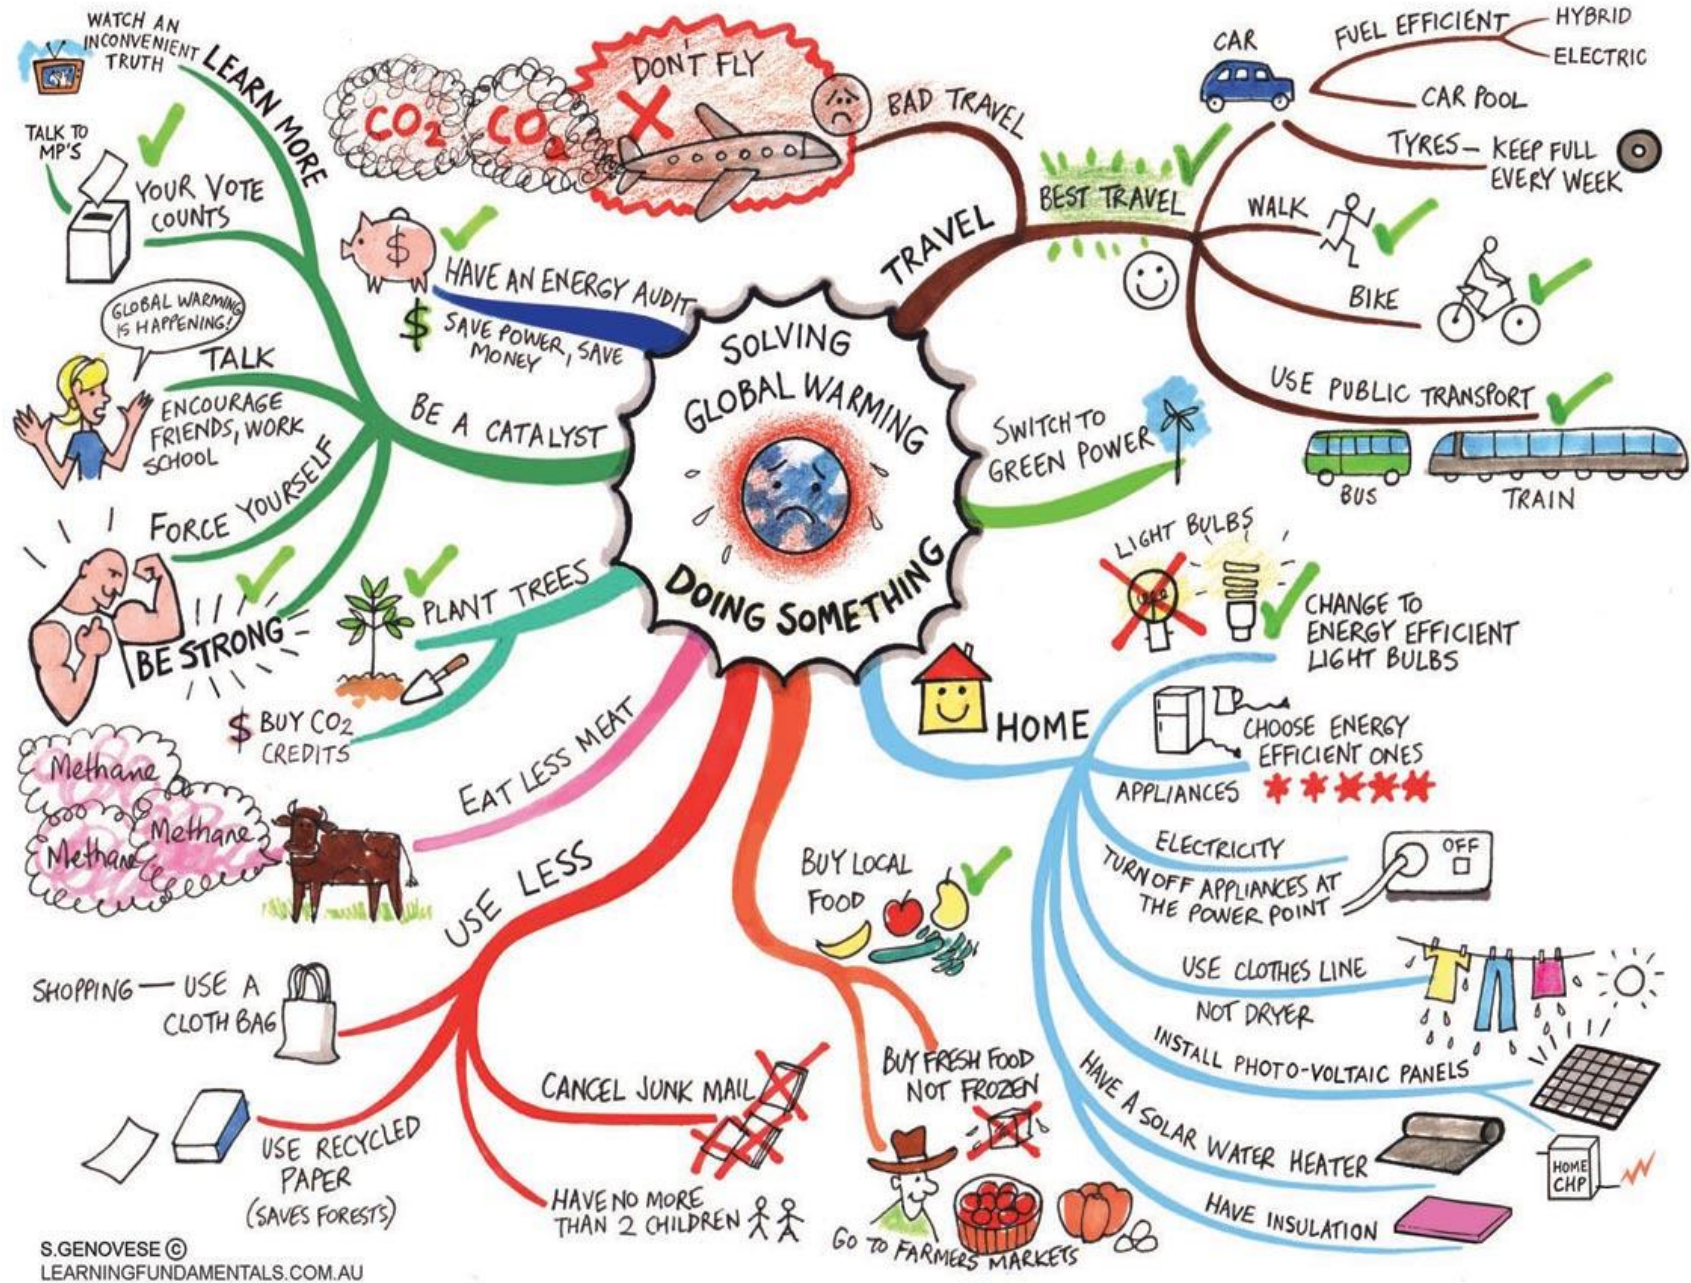 SOLVING
GLOBAL WARMING
DOING SOMETHING
TRAVEL
BAD TRAVEL
DON'T FLY
CO2
CO2
BEST TRAVEL
CAR
FUEL EFFICIENT
HYBRID
ELECTRIC
CAR POOL
TYRES – KEEP FULL
EVERY WEEK
WALK
BIKE
USE PUBLIC TRANSPORT
BUS
TRAIN
SWITCH TO
GREEN POWER
HOME
LIGHT BULBS
CHANGE TO
ENERGY EFFICIENT
LIGHT BULBS
CHOOSE ENERGY
EFFICIENT ONES
APPLIANCES
ELECTRICITY
TURN OFF APPLIANCES AT
THE POWER POINT
OFF
USE CLOTHES LINE
NOT DRYER
INSTALL PHOTO-VOLTAIC PANELS
HOME
CHP
HAVE A SOLAR WATER HEATER
HAVE INSULATION
BUY LOCAL
FOOD
BUY FRESH FOOD
NOT FROZEN
GO TO FARMERS MARKETS
USE LESS
SHOPPING — USE A
CLOTH BAG
USE RECYCLED
PAPER
(SAVES FORESTS)
CANCEL JUNK MAIL
HAVE NO MORE
THAN 2 CHILDREN
EAT LESS MEAT
Methane
Methane
Methane
PLANT TREES
$ BUY CO2
CREDITS
BE A CATALYST
LEARN MORE
WATCH AN
INCONVENIENT
TRUTH
YOUR VOTE
COUNTS
TALK TO
MP'S
TALK
GLOBAL WARMING
IS HAPPENING!
ENCOURAGE
FRIENDS, WORK
SCHOOL
FORCE YOURSELF
BE STRONG
HAVE AN ENERGY AUDIT
$
$ SAVE POWER, SAVE
MONEY
S.GENOVESE ©
LEARNINGFUNDAMENTALS.COM.AU